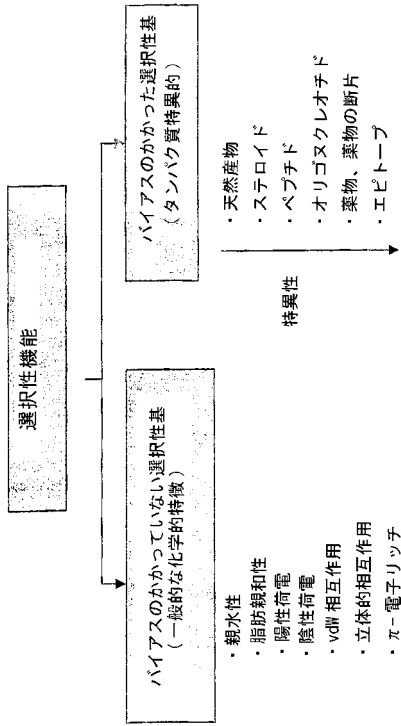 選択性機能
バイアスのかかっていない選択性基
(一般的な化学的特徴)
・親水性
・脂肪親和性
・陽性荷電
・陰性荷電
・vdW 相互作用
・立体的相互作用
・π-電子リッチ
バイアスのかかった選択性基
(タンパク質特異的)
・天然産物
・ステロイド
・ペプチド
・オリゴヌクレオチド
・薬物、薬物の断片
・エピトープ
特異性